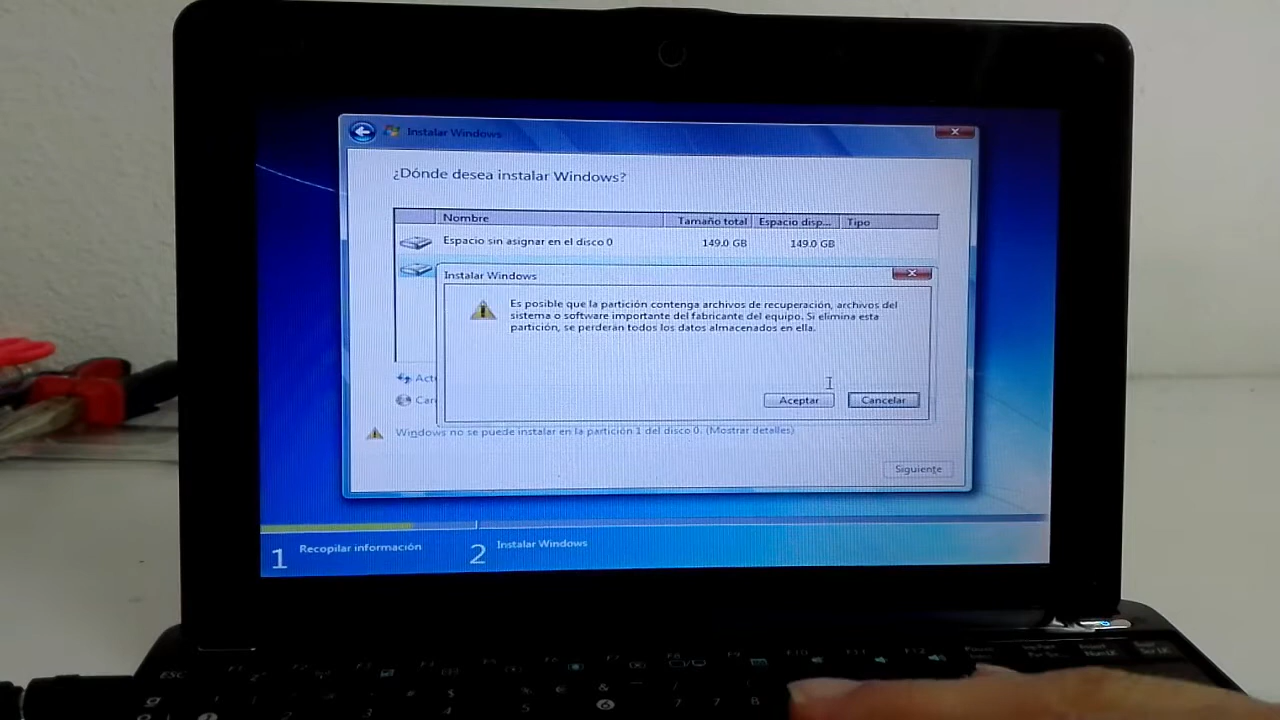 Instalar Windows
¿Dónde desea instalar Windows?
Nombre Tamaño total Espacio disp... Tipo
Espacio sin asignar en el disco 0 149.0 GB 149.0 GB
Instalar Windows
Es posible que la partición contenga archivos de recuperación, archivos del
sistema o software importante del fabricante del equipo. Si elimina esta
partición, se perderán todos los datos almacenados en ella.
Aceptar Cancelar
Windows no se puede instalar en la partición 1 del disco 0. (Mostrar detalles)
Siguiente
1 Recopilar información 2 Instalar Windows